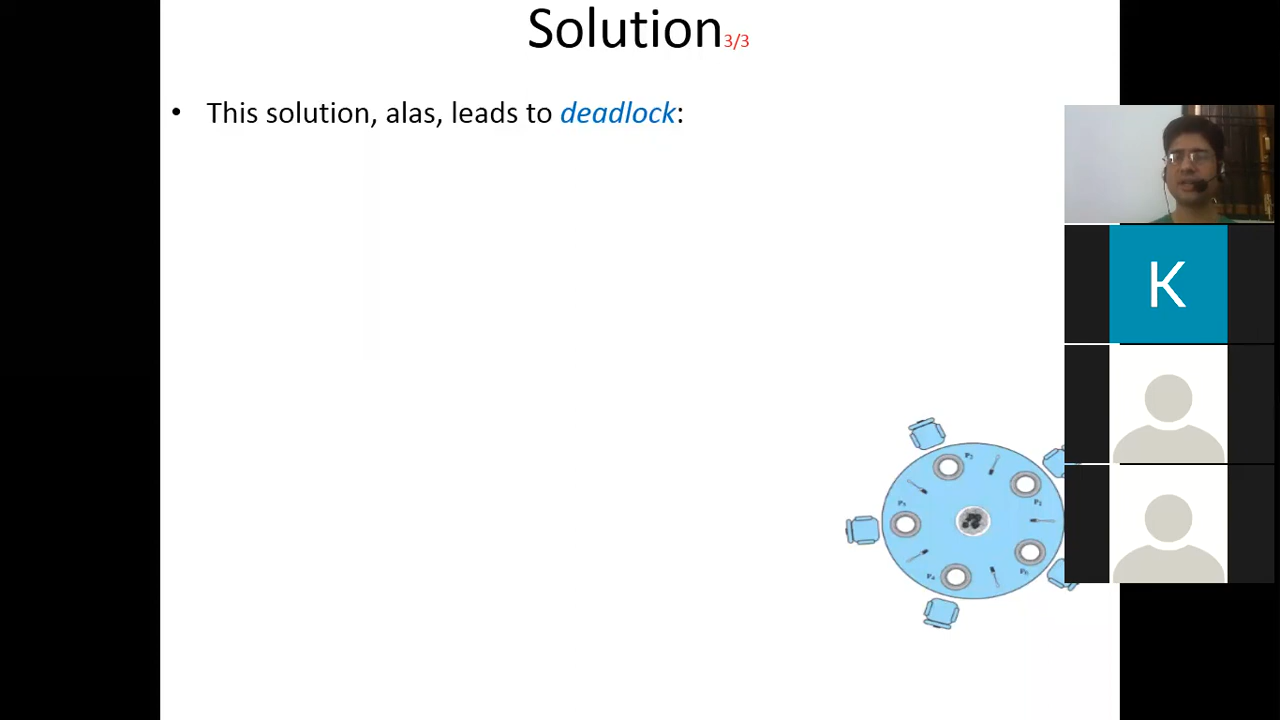 Solution3/3
• This solution, alas, leads to deadlock:
K